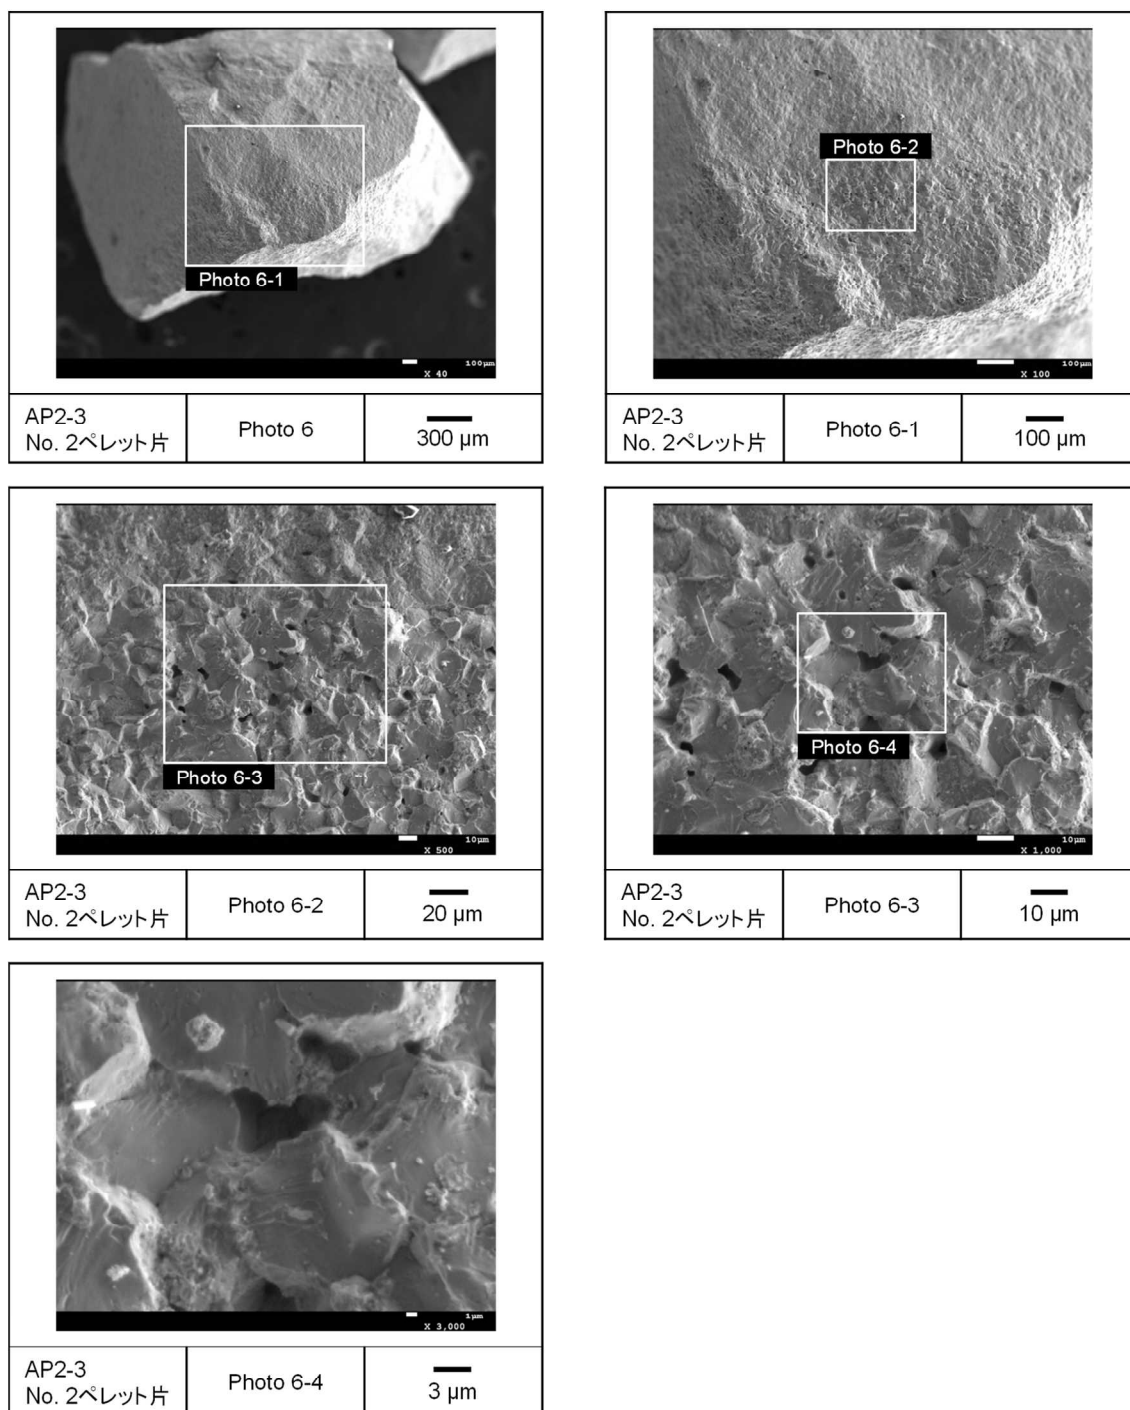 Photo 6-1
100μm
X 40
AP2-3
No. 2ペレット片
Photo 6
300 μm
Photo 6-2
100μm
X 100
AP2-3
No. 2ペレット片
Photo 6-1
100 μm
Photo 6-3
10μm
X 500
AP2-3
No. 2ペレット片
Photo 6-2
20 μm
Photo 6-4
10μm
X 1,000
AP2-3
No. 2ペレット片
Photo 6-3
10 μm
1μm
X 3,000
AP2-3
No. 2ペレット片
Photo 6-4
3 μm